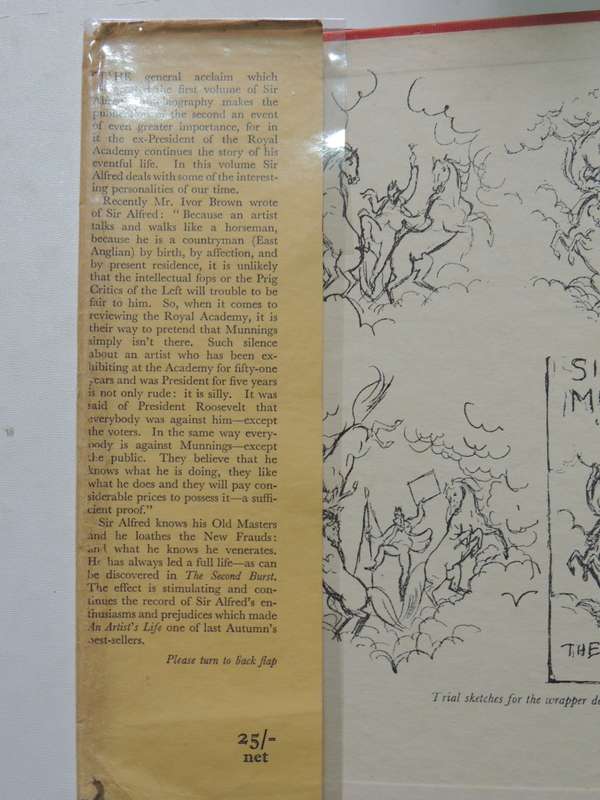 THE general acclaim which
the first volume of Sir
Alfred's autobiography makes the
publication of the second an event
of even greater importance, for in
it the ex-President of the Royal
Academy continues the story of his
eventful life. In this volume Sir
Alfred deals with some of the interest-
ing personalities of our time.
Recently Mr. Ivor Brown wrote
of Sir Alfred: "Because an artist
talks and walks like a horseman,
because he is a countryman (East
Anglian) by birth, by affection, and
by present residence, it is unlikely
that the intellectual fops or the Prig
Critics of the Left will trouble to be
fair to him. So, when it comes to
reviewing the Royal Academy, it is
their way to pretend that Munnings
simply isn't there. Such silence
about an artist who has been ex-
hibiting at the Academy for fifty-one
years and was President for five years
is not only rude: it is silly. It was
said of President Roosevelt that
everybody was against him—except
the voters. In the same way every-
body is against Munnings—except
the public. They believe that he
knows what he is doing, they like
what he does and they will pay con-
siderable prices to possess it—a suffi-
cient proof."
Sir Alfred knows his Old Masters
and he loathes the New Frauds:
and what he knows he venerates.
He has always led a full life—as can
be discovered in The Second Burst.
The effect is stimulating and con-
tinues the record of Sir Alfred's en-
thusiasms and prejudices which made
An Artist's Life one of last Autumn's
best-sellers.
Please turn to back flap
25/-
net
SI
M
THE
Trial sketches for the wrapper de